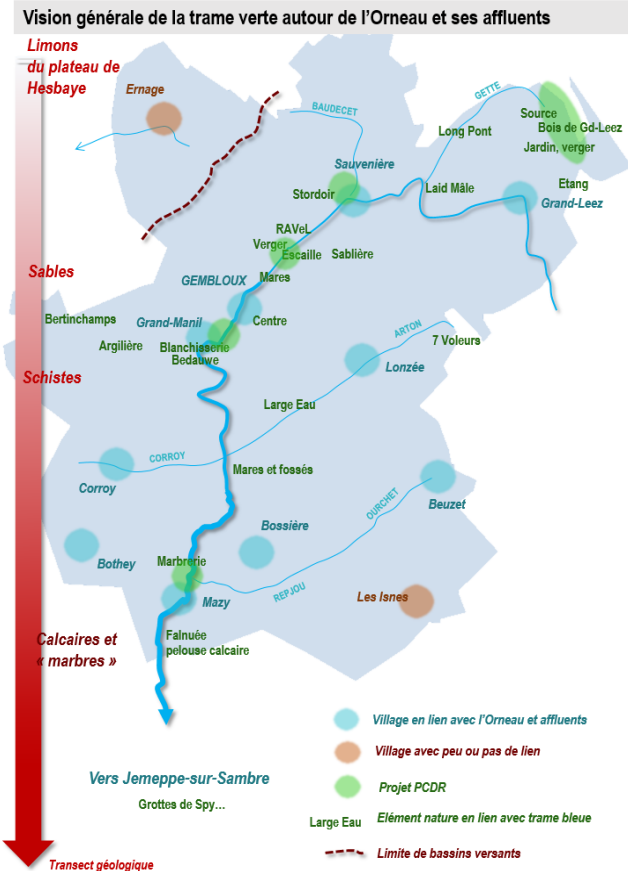 Vision générale de la trame verte autour de l'Orneau et ses affluents
Limons
du plateau de
Hesbaye
Ernage
BAUDECET
GETTE
Source
Bois de Gd-Leez
Long Pont
Jardin, verger
Sauvenière
Stordoir
Laid Mâle
Etang
Grand-Leez
RAVeL
Verger
Escaille
Sablière
Sables
Mares
GEMBLOUX
Bertinchamps
Grand-Manil
Centre
ARTON
Argilière
Blanchisserie
Bedauwe
7 Voleurs
Lonzée
Schistes
Large Eau
CORROY
Mares et fossés
Corroy
OURCHET
Beuzet
Bossière
Bothey
Marbrerie
REPJOU
Mazy
Les Isnes
Calcaires et
« marbres »
Falnuée
pelouse calcaire
Village en lien avec l'Orneau et affluents
Village avec peu ou pas de lien
Vers Jemeppe-sur-Sambre
Projet PCDR
Grottes de Spy…
Large Eau
Elément nature en lien avec trame bleue
Limite de bassins versants
Transect géologique